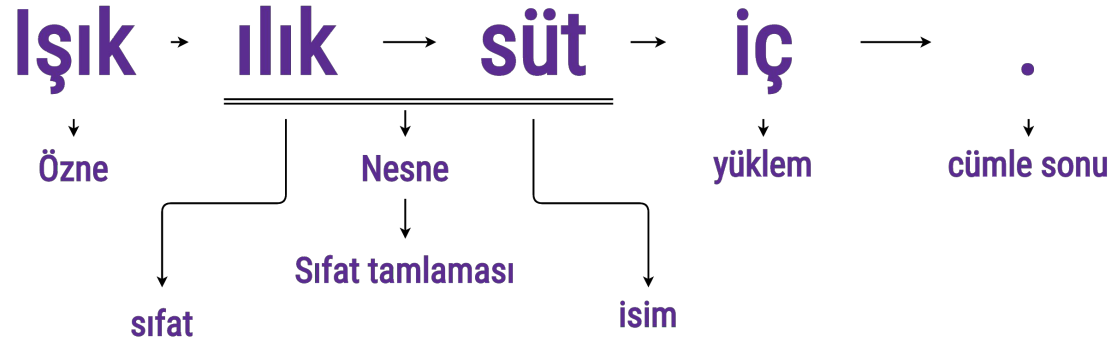 Işık ılık süt iç .
Özne Nesne yüklem cümle sonu
Sıfat tamlaması
sıfat isim